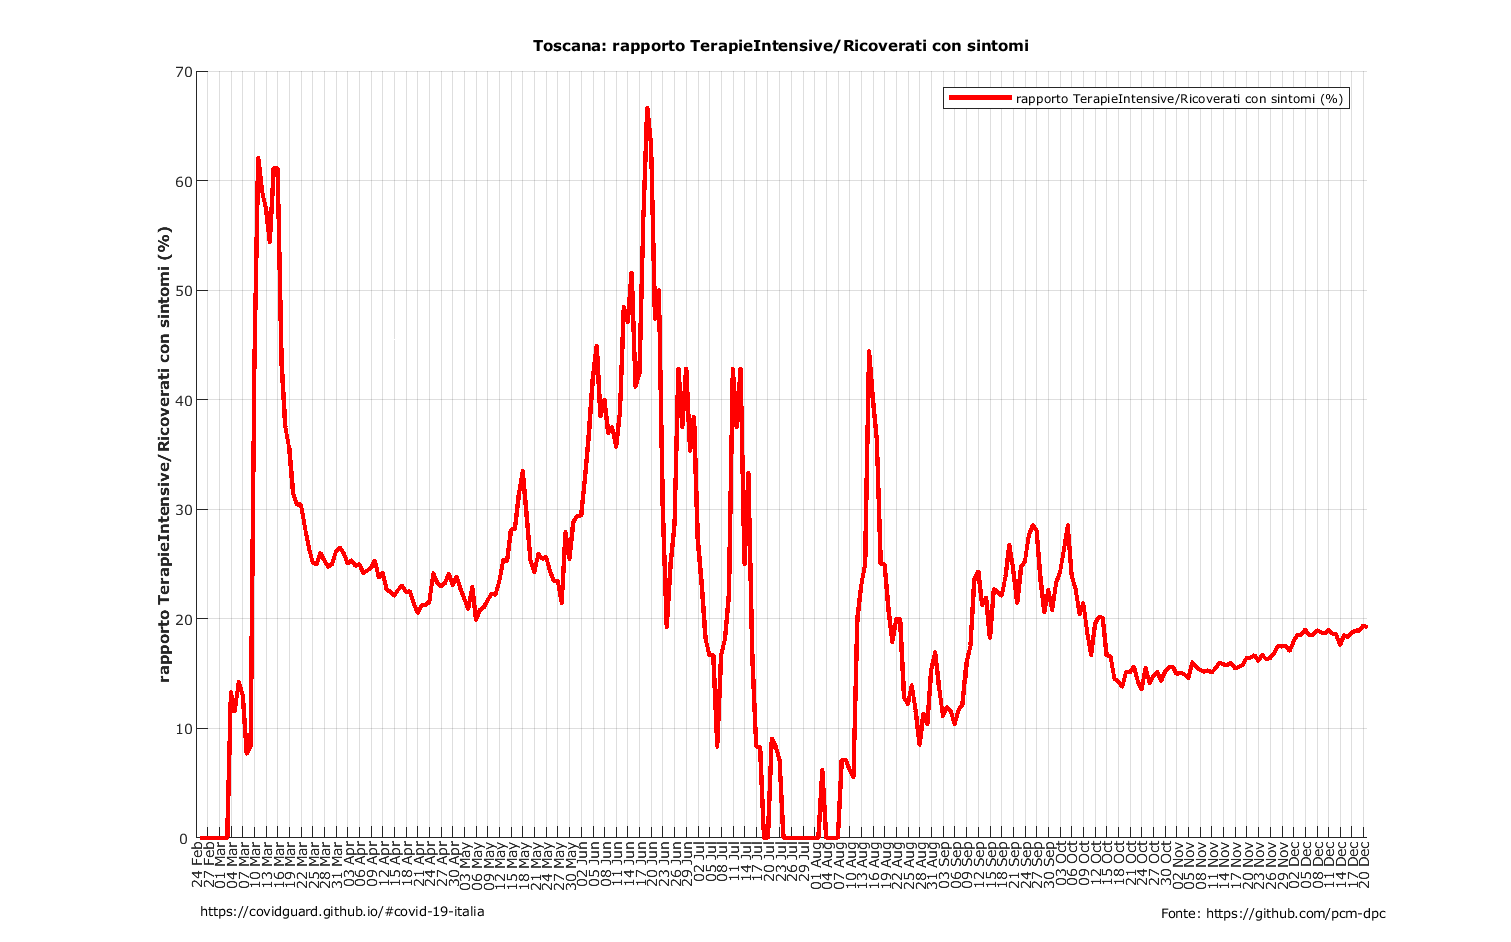 Toscana: rapporto TerapieIntensive/Ricoverati con sintomi
rapporto TerapieIntensive/Ricoverati con sintomi (%)
rapporto TerapieIntensive/Ricoverati con sintomi (%)
70
60
50
40
30
20
10
0
24 Feb
27 Feb
01 Mar
04 Mar
07 Mar
10 Mar
13 Mar
16 Mar
19 Mar
22 Mar
25 Mar
28 Mar
31 Mar
03 Apr
06 Apr
09 Apr
12 Apr
15 Apr
18 Apr
21 Apr
24 Apr
27 Apr
30 Apr
03 May
06 May
09 May
12 May
15 May
18 May
21 May
24 May
27 May
30 May
02 Jun
05 Jun
08 Jun
11 Jun
14 Jun
17 Jun
20 Jun
23 Jun
26 Jun
29 Jun
02 Jul
05 Jul
08 Jul
11 Jul
14 Jul
17 Jul
20 Jul
23 Jul
26 Jul
29 Jul
01 Aug
04 Aug
07 Aug
10 Aug
13 Aug
16 Aug
19 Aug
22 Aug
25 Aug
28 Aug
31 Aug
03 Sep
06 Sep
09 Sep
12 Sep
15 Sep
18 Sep
21 Sep
24 Sep
27 Sep
30 Sep
03 Oct
06 Oct
09 Oct
12 Oct
15 Oct
18 Oct
21 Oct
24 Oct
27 Oct
30 Oct
02 Nov
05 Nov
08 Nov
11 Nov
14 Nov
17 Nov
20 Nov
23 Nov
26 Nov
29 Nov
02 Dec
05 Dec
08 Dec
11 Dec
14 Dec
17 Dec
20 Dec
https://covidguard.github.io/#covid-19-italia
Fonte: https://github.com/pcm-dpc